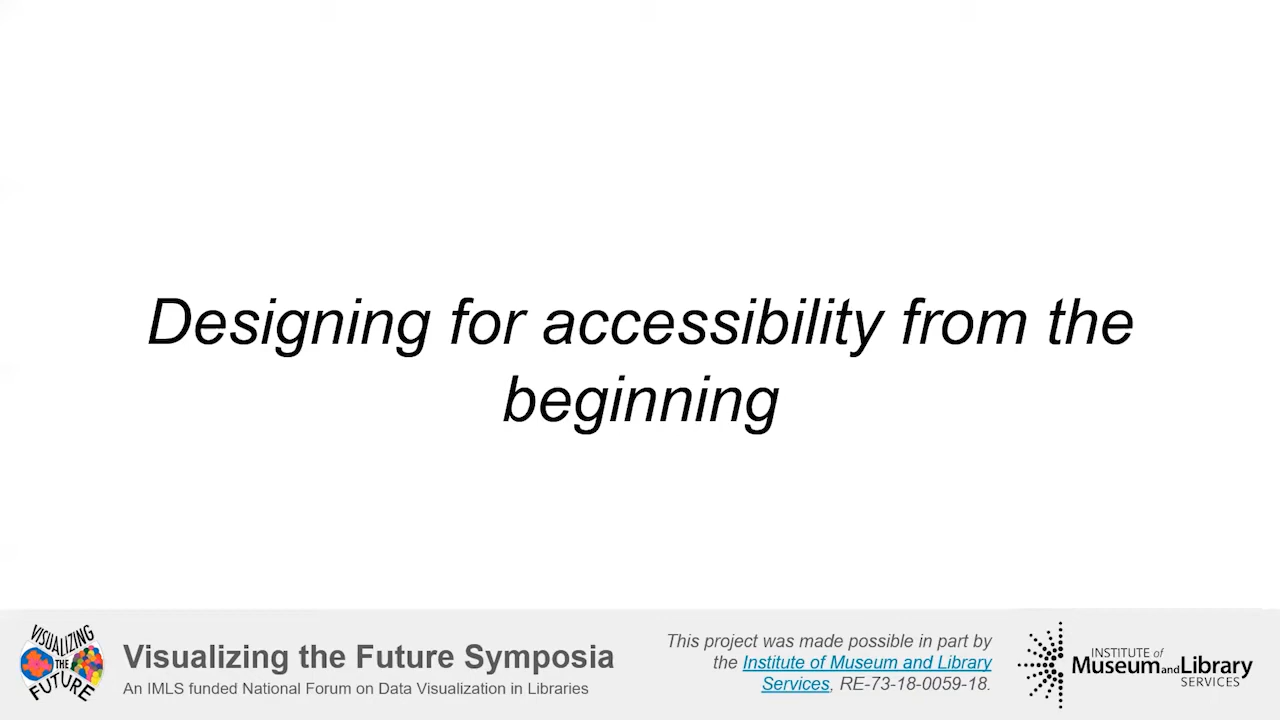 Designing for accessibility from the
beginning
VISUALIZING
THE
FUTURE
Visualizing the Future Symposia
An IMLS funded National Forum on Data Visualization in Libraries
This project was made possible in part by
the Institute of Museum and Library
Services, RE-73-18-0059-18.
INSTITUTE of
Museum and Library
SERVICES